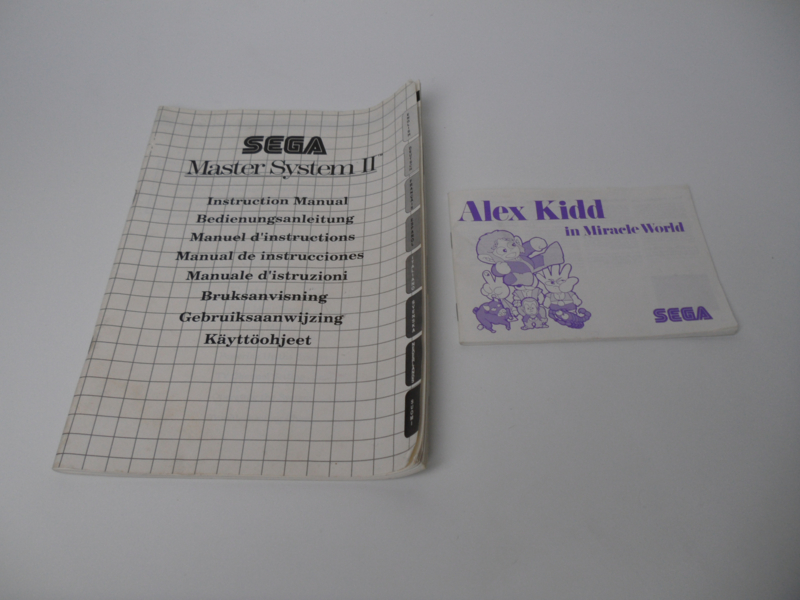 SEGA
Master System II™
Instruction Manual
Bedienungsanleitung
Manuel d'instructions
Manual de instrucciones
Manuale d'istruzioni
Bruksanvisning
Gebruiksaanwijzing
Käyttöohjeet
Alex Kidd
in Miracle World
SEGA